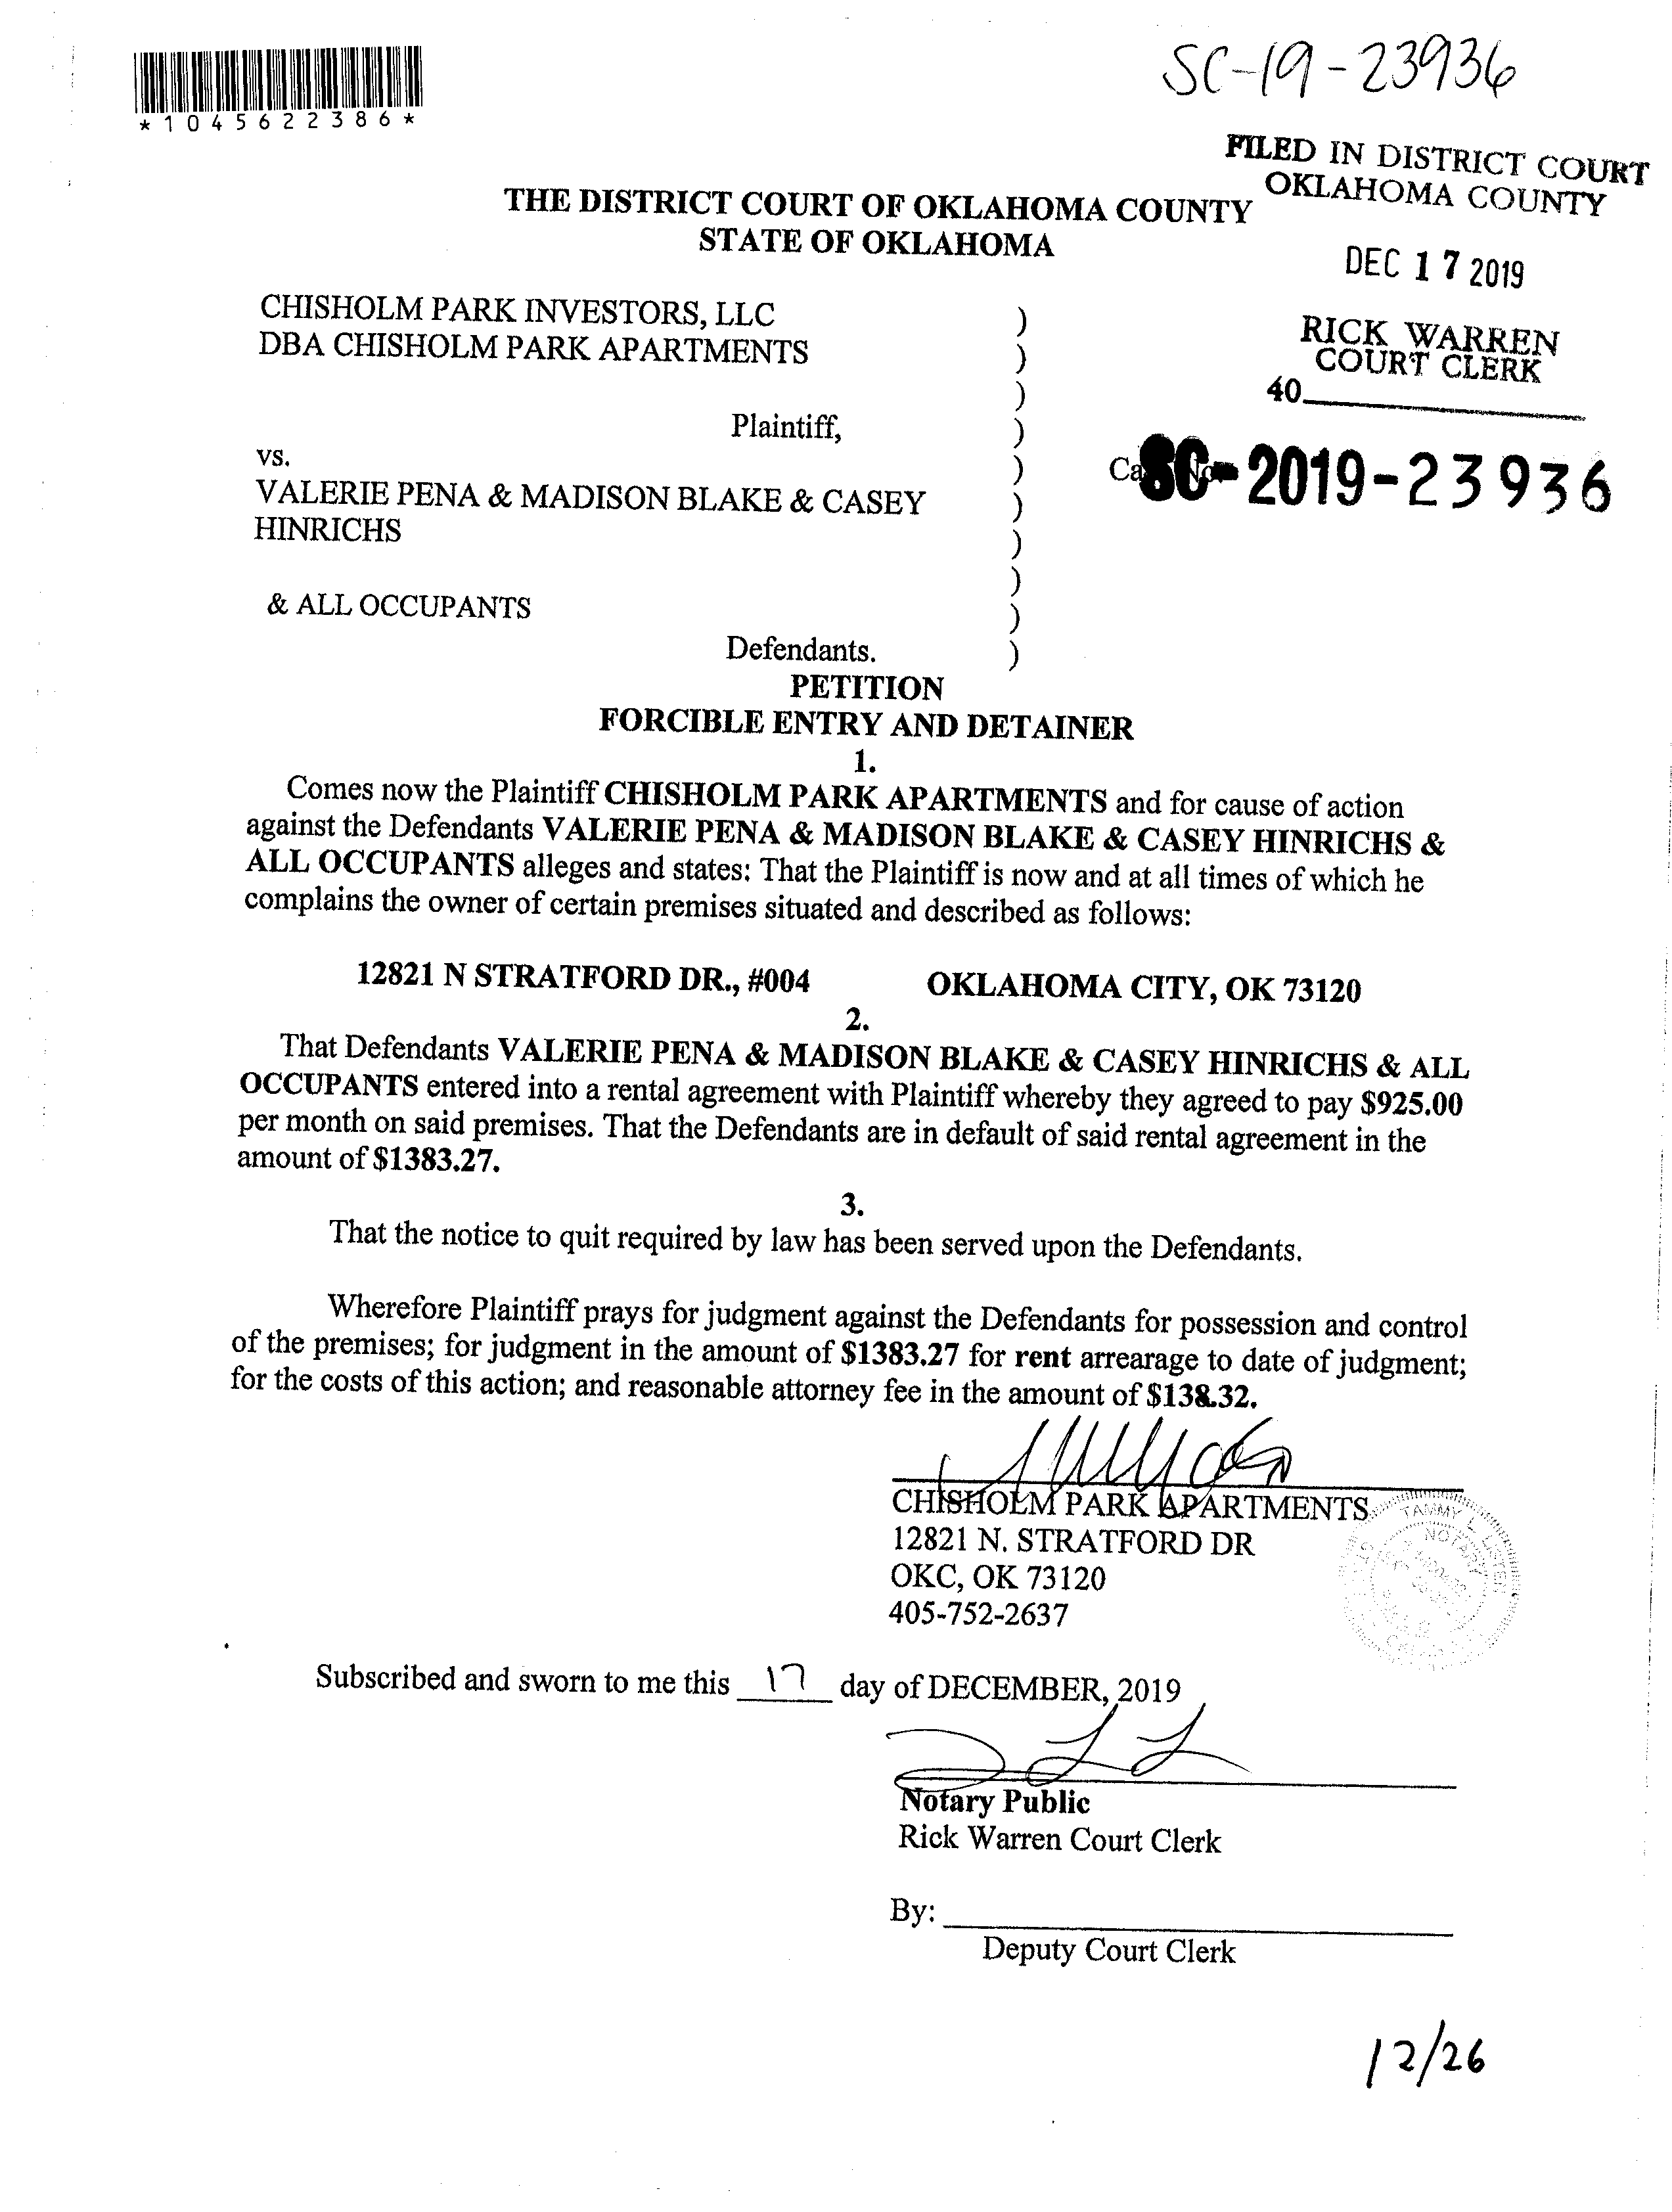 *1045622386*
SC-19-23936
FILED IN DISTRICT COURT
OKLAHOMA COUNTY
DEC 17 2019
RICK WARREN
COURT CLERK
40
THE DISTRICT COURT OF OKLAHOMA COUNTY
STATE OF OKLAHOMA
CHISHOLM PARK INVESTORS, LLC )
DBA CHISHOLM PARK APARTMENTS )
)
Plaintiff, )
vs. )
SC-2019-23936
VALERIE PENA & MADISON BLAKE & CASEY )
HINRICHS )
)
& ALL OCCUPANTS )
Defendants. )
PETITION
FORCIBLE ENTRY AND DETAINER
1.
Comes now the Plaintiff CHISHOLM PARK APARTMENTS and for cause of action
against the Defendants VALERIE PENA & MADISON BLAKE & CASEY HINRICHS &
ALL OCCUPANTS alleges and states: That the Plaintiff is now and at all times of which he
complains the owner of certain premises situated and described as follows:
12821 N STRATFORD DR., #004 OKLAHOMA CITY, OK 73120
2.
That Defendants VALERIE PENA & MADISON BLAKE & CASEY HINRICHS & ALL
OCCUPANTS entered into a rental agreement with Plaintiff whereby they agreed to pay $925.00
per month on said premises. That the Defendants are in default of said rental agreement in the
amount of $1383.27.
3.
That the notice to quit required by law has been served upon the Defendants.
Wherefore Plaintiff prays for judgment against the Defendants for possession and control
of the premises; for judgment in the amount of $1383.27 for rent arrearage to date of judgment;
for the costs of this action; and reasonable attorney fee in the amount of $138.32.
CHISHOLM PARK APARTMENTS
12821 N. STRATFORD DR
OKC, OK 73120
405-752-2637
TAMMY L. LISTER
NOTARY
Subscribed and sworn to me this 17 day of DECEMBER, 2019
Notary Public
Rick Warren Court Clerk
By:
Deputy Court Clerk
12/26